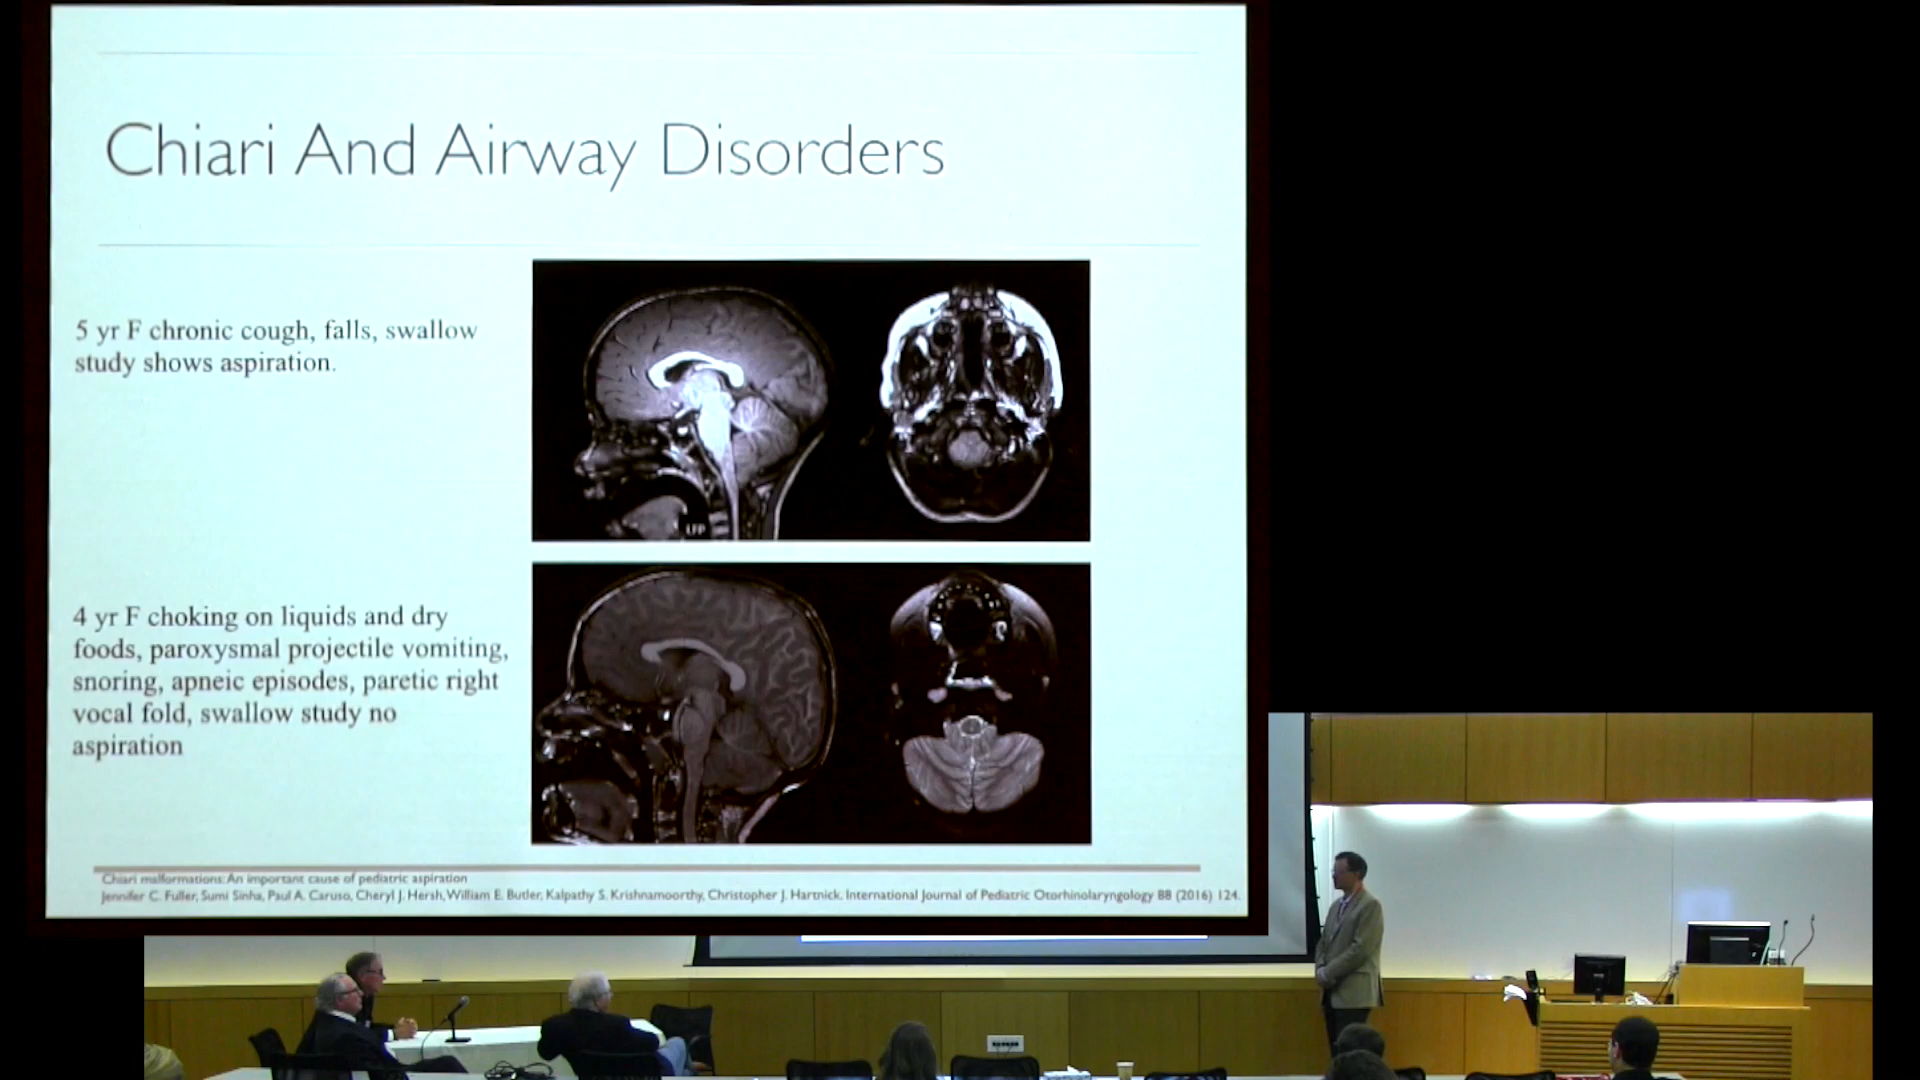 Chiari And Airway Disorders
5 yr F chronic cough, falls, swallow
study shows aspiration.
LFP
4 yr F choking on liquids and dry
foods, paroxysmal projectile vomiting,
snoring, apneic episodes, paretic right
vocal fold, swallow study no
aspiration
Chiari malformations: An important cause of pediatric aspiration
Jennifer C. Fuller, Sumi Sinha, Paul A. Caruso, Cheryl J. Hersh, William E. Butler, Kalpathy S. Krishnamoorthy, Christopher J. Hartnick, International Journal of Pediatric Otorhinolaryngology 88 (2016) 124.